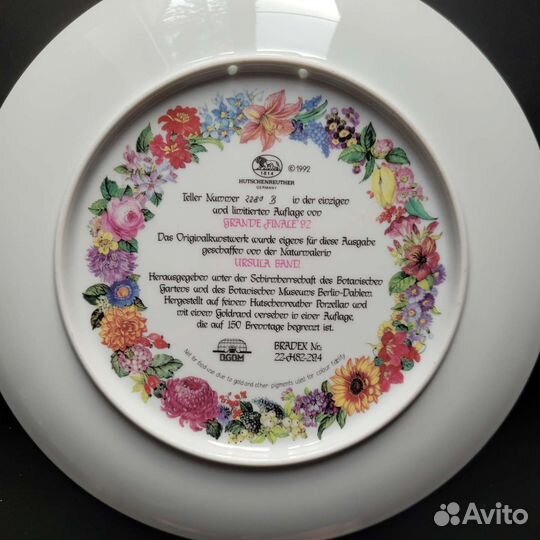 1814
©1992
HUTSCHENREUTHER
GERMANY
Teller Nummer 2280 B in der einzigen
und limitierten Auflage von
GRANDE FINALE '92
Das Originalkunstwerk wurde eigens für diese Ausgabe
geschaffen von der Naturmalerin
URSULA BAND.
Herausgegeben unter der Schirmherrschaft des Botanischen
Gartens und des Botanischen Museums Berlin-Dahlem.
Hergestellt auf feinem Hutschenreuther Porzellan und
mit einem Goldrand versehen in einer Auflage,
die auf 150 Brenntage begrenzt ist.
BGBM
BRADEX Nr.
22-H82-29.4
Not for food-use due to gold and other pigments used for colour fidelity
Avito